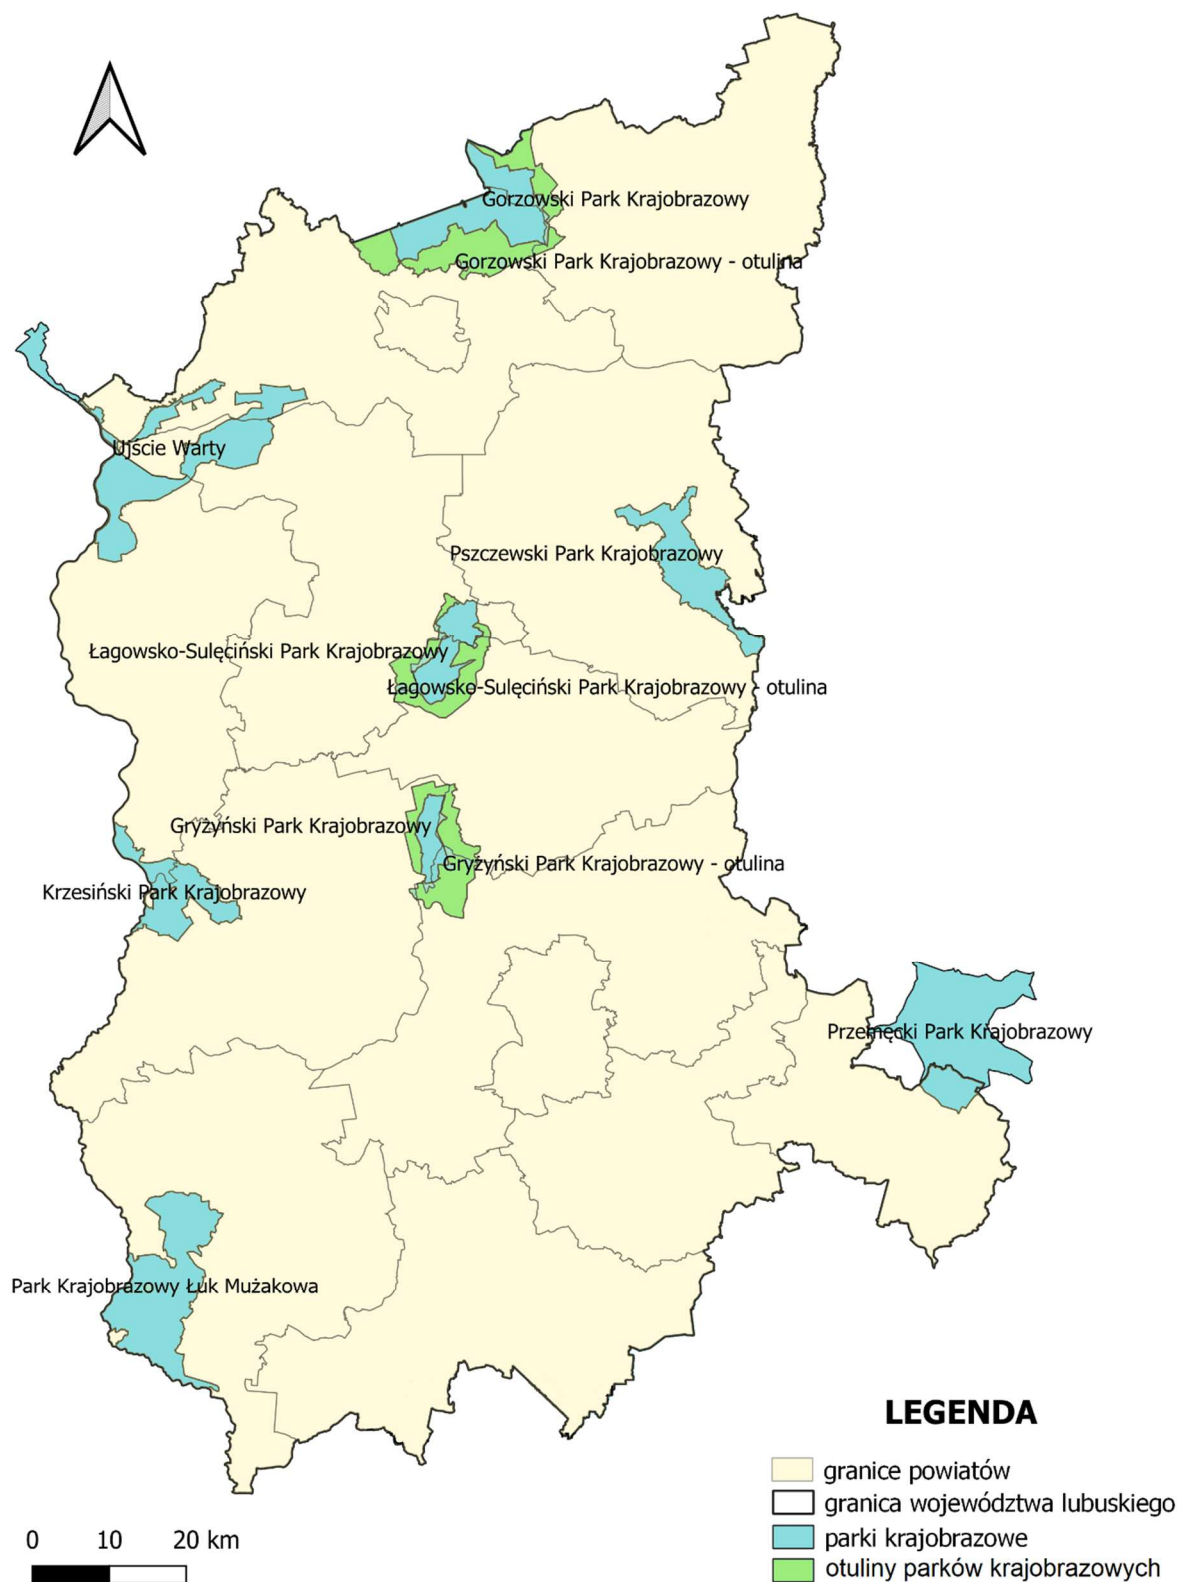 Gorzowski Park Krajobrazowy
Gorzowski Park Krajobrazowy - otulina
Ujście Warty
Pszczewski Park Krajobrazowy
Łagowsko-Sulęciński Park Krajobrazowy
Łagowsko-Sulęciński Park Krajobrazowy - otulina
Gryżyński Park Krajobrazowy
Gryżyński Park Krajobrazowy - otulina
Krzesiński Park Krajobrazowy
Przemęcki Park Krajobrazowy
Park Krajobrazowy Łuk Mużakowa
LEGENDA
granice powiatów
granica województwa lubuskiego
parki krajobrazowe
otuliny parków krajobrazowych
0 10 20 km